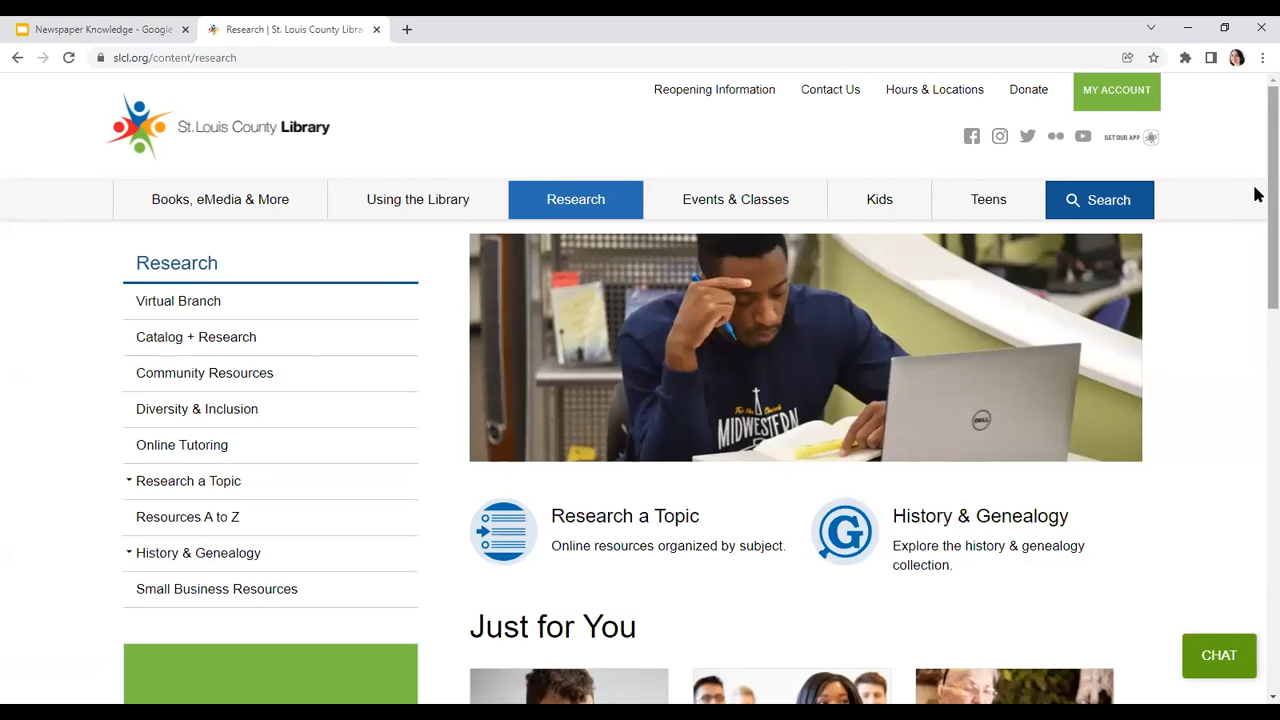 Newspaper Knowledge - Google
Research | St. Louis County Libra
slcl.org/content/research
Reopening Information
Contact Us
Hours & Locations
Donate
MY ACCOUNT
St.Louis County Library
GET OUR APP
Books, eMedia & More
Using the Library
Research
Events & Classes
Kids
Teens
Search
Research
Virtual Branch
Catalog + Research
Community Resources
Diversity & Inclusion
Online Tutoring
Research a Topic
Resources A to Z
History & Genealogy
Small Business Resources
For the Church
MIDWESTERN
DELL
Research a Topic
Online resources organized by subject.
G
History & Genealogy
Explore the history & genealogy
collection.
Just for You
CHAT